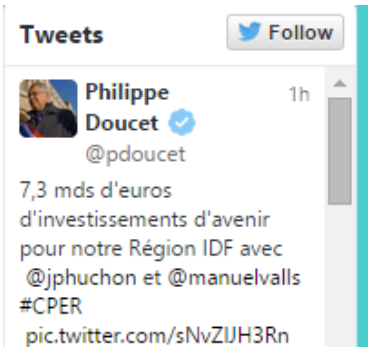 Tweets
Follow
Philippe
1h
Doucet
@pdoucet
7,3 mds d'euros
d'investissements d'avenir
pour notre Région IDF avec
@jphuchon et @manuelvalls
#CPER
pic.twitter.com/sNvZlJH3Rn